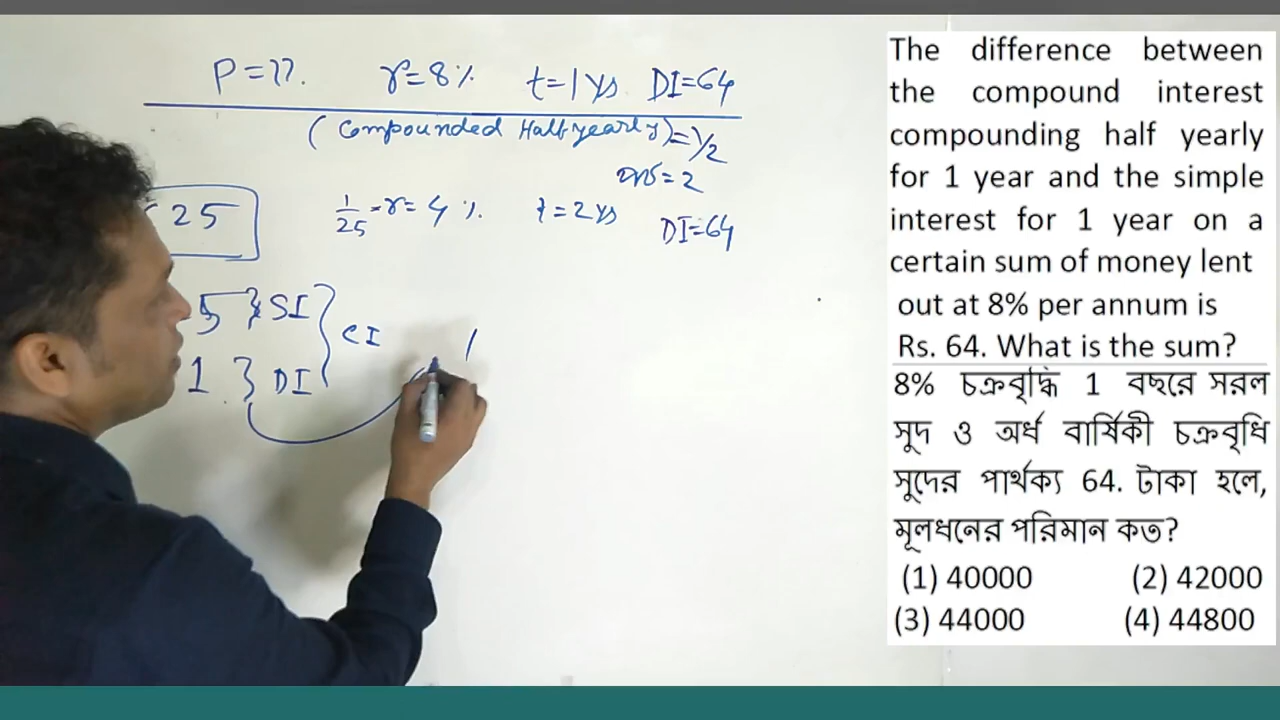 P = ??. r = 8 % t = 1 ys DI = 64
( Compounded Half yearly ) = 1/2
= 2
1/25 - r = 4 %. t = 2 ys DI = 64
25
5 } SI } CI
1 } DI
The difference between
the compound interest
compounding half yearly
for 1 year and the simple
interest for 1 year on a
certain sum of money lent
out at 8% per annum is
Rs. 64. What is the sum?
8% চক্রবৃদ্ধি 1 বছরে সরল
সুদ ও অর্ধ বার্ষিকী চক্রবৃধি
সুদের পার্থক্য 64. টাকা হলে,
মূলধনের পরিমান কত?
(1) 40000 (2) 42000
(3) 44000 (4) 44800